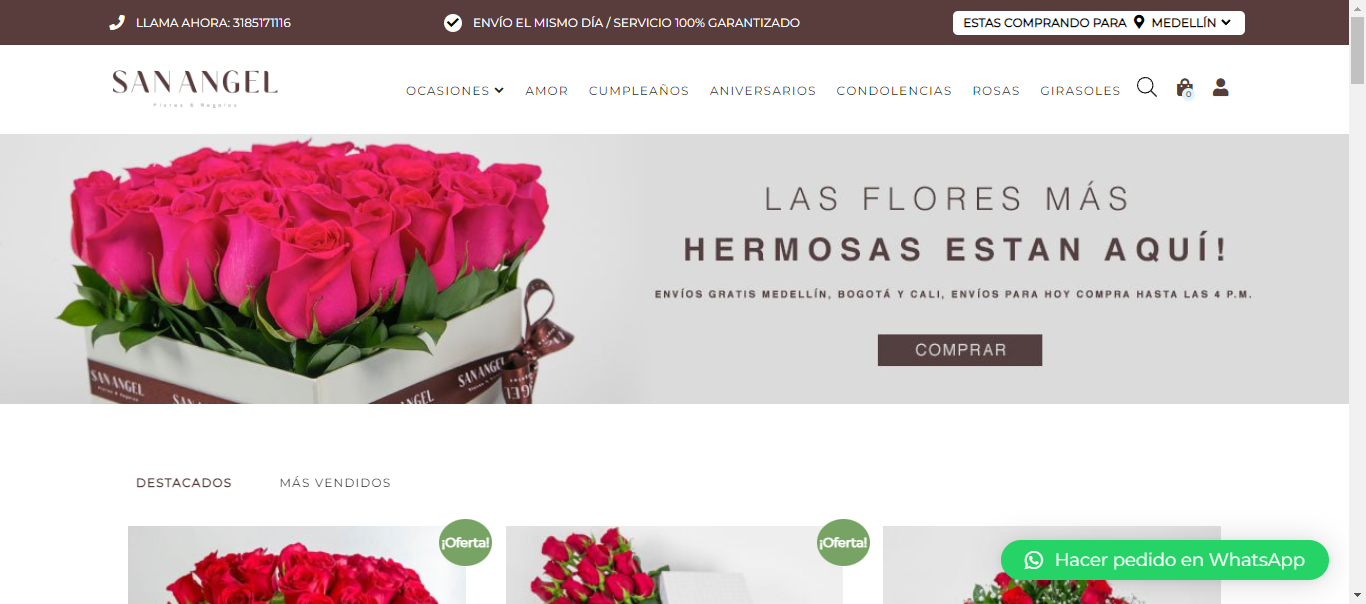 LLAMA AHORA: 3185171116
ENVÍO EL MISMO DÍA / SERVICIO 100% GARANTIZADO
ESTAS COMPRANDO PARA MEDELLÍN
SAN ANGEL
Flores & Regalos
OCASIONES AMOR CUMPLEAÑOS ANIVERSARIOS CONDOLENCIAS ROSAS GIRASOLES
0
LAS FLORES MÁS
HERMOSAS ESTAN AQUÍ!
ENVÍOS GRATIS MEDELLÍN, BOGOTÁ Y CALI, ENVÍOS PARA HOY COMPRA HASTA LAS 4 P.M.
COMPRAR
SAN ANGEL
Flores & Regalos
SAN ANGEL
DESTACADOS MÁS VENDIDOS
¡Oferta!
¡Oferta!
Hacer pedido en WhatsApp